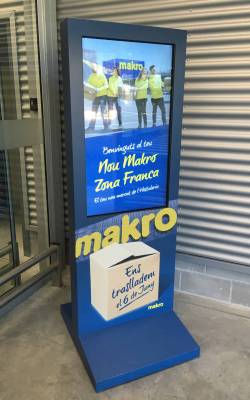 makro
Benvinguts al teu
Nou Makro
Zona Franca
El teu nou mercat de l'Hostaleria
makro
makro
Ens
traslladem
el 6 de Juny
makro